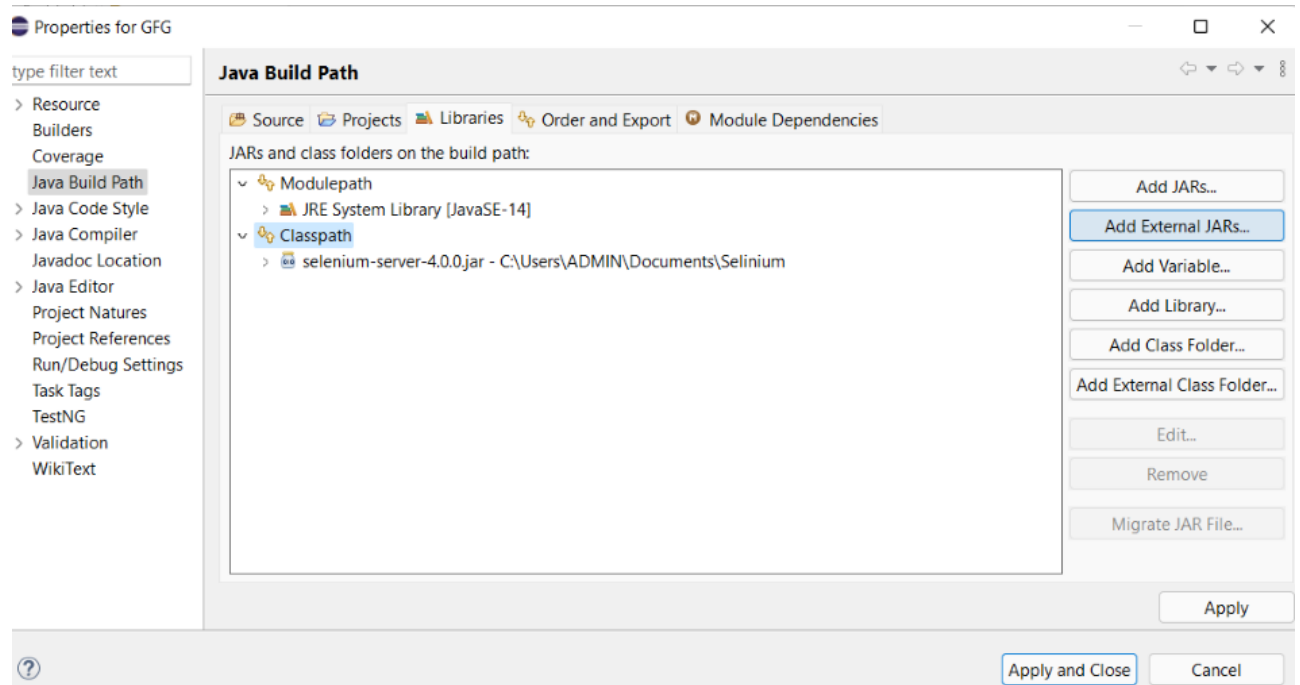 Properties for GFG
type filter text
Resource
Builders
Coverage
Java Build Path
Java Code Style
Java Compiler
Javadoc Location
Java Editor
Project Natures
Project References
Run/Debug Settings
Task Tags
TestNG
Validation
WikiText
Java Build Path
Source Projects Libraries Order and Export Module Dependencies
JARs and class folders on the build path:
Modulepath
JRE System Library [JavaSE-14]
Classpath
selenium-server-4.0.0.jar - C:\Users\ADMIN\Documents\Selinium
Add JARs...
Add External JARs...
Add Variable...
Add Library...
Add Class Folder...
Add External Class Folder...
Edit...
Remove
Migrate JAR File...
Apply
Apply and Close Cancel